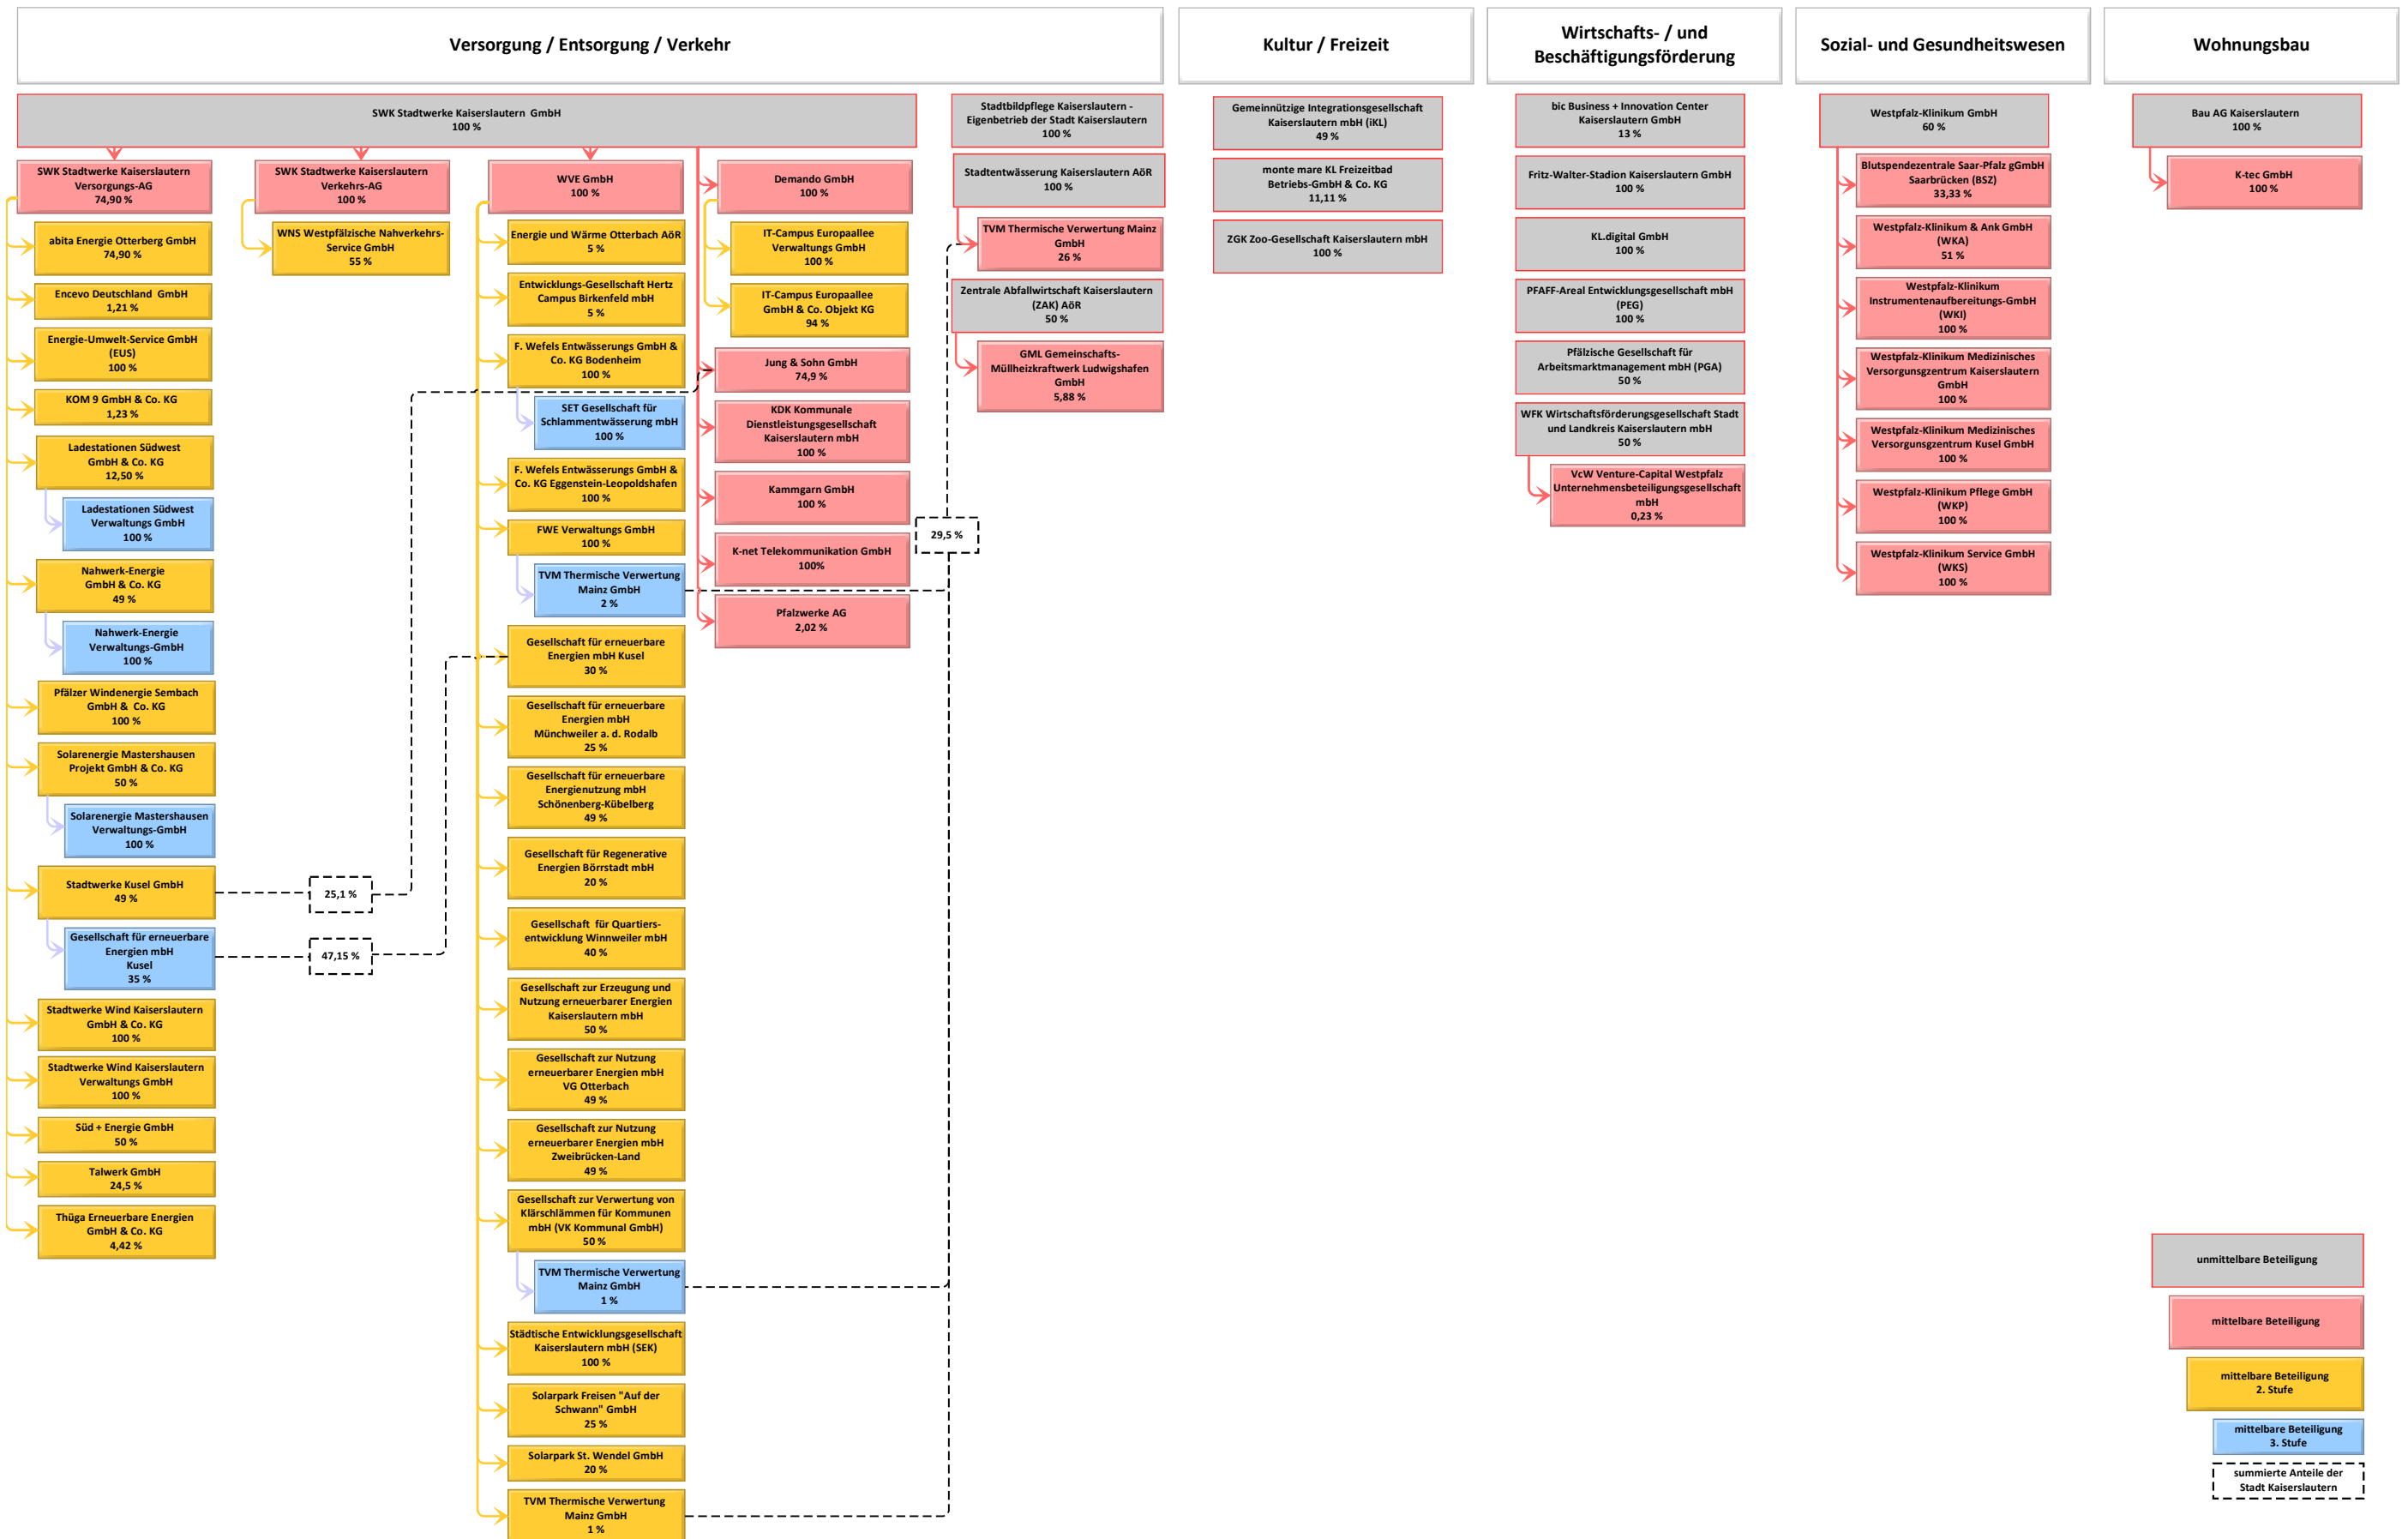 Versorgung / Entsorgung / Verkehr
Kultur / Freizeit
Wirtschafts- / und
Beschäftigungsförderung
Sozial- und Gesundheitswesen
Wohnungsbau
SWK Stadtwerke Kaiserslautern  GmbH
100 %
SWK Stadtwerke Kaiserslautern
Versorgungs-AG
74,90 %
abita Energie Otterberg GmbH
74,90 %
Encevo Deutschland  GmbH
1,21 %
Energie-Umwelt-Service GmbH
(EUS)
100 %
KOM 9 GmbH & Co. KG
1,23 %
Ladestationen Südwest
GmbH & Co. KG
12,50 %
Ladestationen Südwest
Verwaltungs GmbH
100 %
Nahwerk-Energie
GmbH & Co. KG
49 %
Nahwerk-Energie
Verwaltungs-GmbH
100 %
Pfälzer Windenergie Sembach
GmbH &  Co. KG
100 %
Solarenergie Mastershausen
Projekt GmbH & Co. KG
50 %
Solarenergie Mastershausen
Verwaltungs-GmbH
100 %
Stadtwerke Kusel GmbH
49 %
Gesellschaft für erneuerbare
Energien mbH
Kusel
35 %
Stadtwerke Wind Kaiserslautern
GmbH & Co. KG
100 %
Stadtwerke Wind Kaiserslautern
Verwaltungs GmbH
100 %
Süd + Energie GmbH
50 %
Talwerk GmbH
24,5 %
Thüga Erneuerbare Energien
GmbH & Co. KG
4,42 %
SWK Stadtwerke Kaiserslautern
Verkehrs-AG
100 %
WNS Westpfälzische Nahverkehrs-
Service GmbH
55 %
25,1 %
47,15 %
WVE GmbH
100 %
Energie und Wärme Otterbach AöR
5 %
Entwicklungs-Gesellschaft Hertz
Campus Birkenfeld mbH
5 %
F. Wefels Entwässerungs GmbH &
Co. KG Bodenheim
100 %
SET Gesellschaft für
Schlammentwässerung mbH
100 %
F. Wefels Entwässerungs GmbH &
Co. KG Eggenstein-Leopoldshafen
100 %
FWE Verwaltungs GmbH
100 %
TVM Thermische Verwertung
Mainz GmbH
2 %
Gesellschaft für erneuerbare
Energien mbH Kusel
30 %
Gesellschaft für erneuerbare
Energien mbH
Münchweiler a. d. Rodalb
25 %
Gesellschaft für erneuerbare
Energienutzung mbH
Schönenberg-Kübelberg
49 %
Gesellschaft für Regenerative
Energien Börrstadt mbH
20 %
Gesellschaft  für Quartiers-
entwicklung Winnweiler mbH
40 %
Gesellschaft zur Erzeugung und
Nutzung erneuerbarer Energien
Kaiserslautern mbH
50 %
Gesellschaft zur Nutzung
erneuerbarer Energien mbH
VG Otterbach
49 %
Gesellschaft zur Nutzung
erneuerbarer Energien mbH
Zweibrücken-Land
49 %
Gesellschaft zur Verwertung von
Klärschlämmen für Kommunen
mbH (VK Kommunal GmbH)
50 %
TVM Thermische Verwertung
Mainz GmbH
1 %
Städtische Entwicklungsgesellschaft
Kaiserslautern mbH (SEK)
100 %
Solarpark Freisen "Auf der
Schwann" GmbH
25 %
Solarpark St. Wendel GmbH
20 %
TVM Thermische Verwertung
Mainz GmbH
1 %
Demando GmbH
100 %
IT-Campus Europaallee
Verwaltungs GmbH
100 %
IT-Campus Europaallee
GmbH & Co. Objekt KG
94 %
Jung & Sohn GmbH
74,9 %
KDK Kommunale
Dienstleistungsgesellschaft
Kaiserslautern mbH
100 %
Kammgarn GmbH
100 %
K-net Telekommunikation GmbH
100%
Pfalzwerke AG
2,02 %
29,5 %
Stadtbildpflege Kaiserslautern -
Eigenbetrieb der Stadt Kaiserslautern
100 %
Stadtentwässerung Kaiserslautern AöR
100 %
TVM Thermische Verwertung Mainz
GmbH
26 %
Zentrale Abfallwirtschaft Kaiserslautern
(ZAK) AöR
50 %
GML Gemeinschafts-
Müllheizkraftwerk Ludwigshafen
GmbH
5,88 %
Gemeinnützige Integrationsgesellschaft
Kaiserslautern mbH (iKL)
49 %
monte mare KL Freizeitbad
Betriebs-GmbH & Co. KG
11,11 %
ZGK Zoo-Gesellschaft Kaiserslautern mbH
100 %
bic Business + Innovation Center
Kaiserslautern GmbH
13 %
Fritz-Walter-Stadion Kaiserslautern GmbH
100 %
KL.digital GmbH
100 %
PFAFF-Areal Entwicklungsgesellschaft mbH
(PEG)
100 %
Pfälzische Gesellschaft für
Arbeitsmarktmanagement mbH (PGA)
50 %
WFK Wirtschaftsförderungsgesellschaft Stadt
und Landkreis Kaiserslautern mbH
50 %
VcW Venture-Capital Westpfalz
Unternehmensbeteiligungsgesellschaft
mbH
0,23 %
Westpfalz-Klinikum GmbH
60 %
Blutspendezentrale Saar-Pfalz gGmbH
Saarbrücken (BSZ)
33,33 %
Westpfalz-Klinikum & Ank GmbH
(WKA)
51 %
Westpfalz-Klinikum
Instrumentenaufbereitungs-GmbH
(WKI)
100 %
Westpfalz-Klinikum Medizinisches
Versorgungszentrum Kaiserslautern
GmbH
100 %
Westpfalz-Klinikum Medizinisches
Versorgungszentrum Kusel GmbH
100 %
Westpfalz-Klinikum Pflege GmbH
(WKP)
100 %
Westpfalz-Klinikum Service GmbH
(WKS)
100 %
Bau AG Kaiserslautern
100 %
K-tec GmbH
100 %
unmittelbare Beteiligung
mittelbare Beteiligung
mittelbare Beteiligung
2. Stufe
mittelbare Beteiligung
3. Stufe
summierte Anteile der
Stadt Kaiserslautern